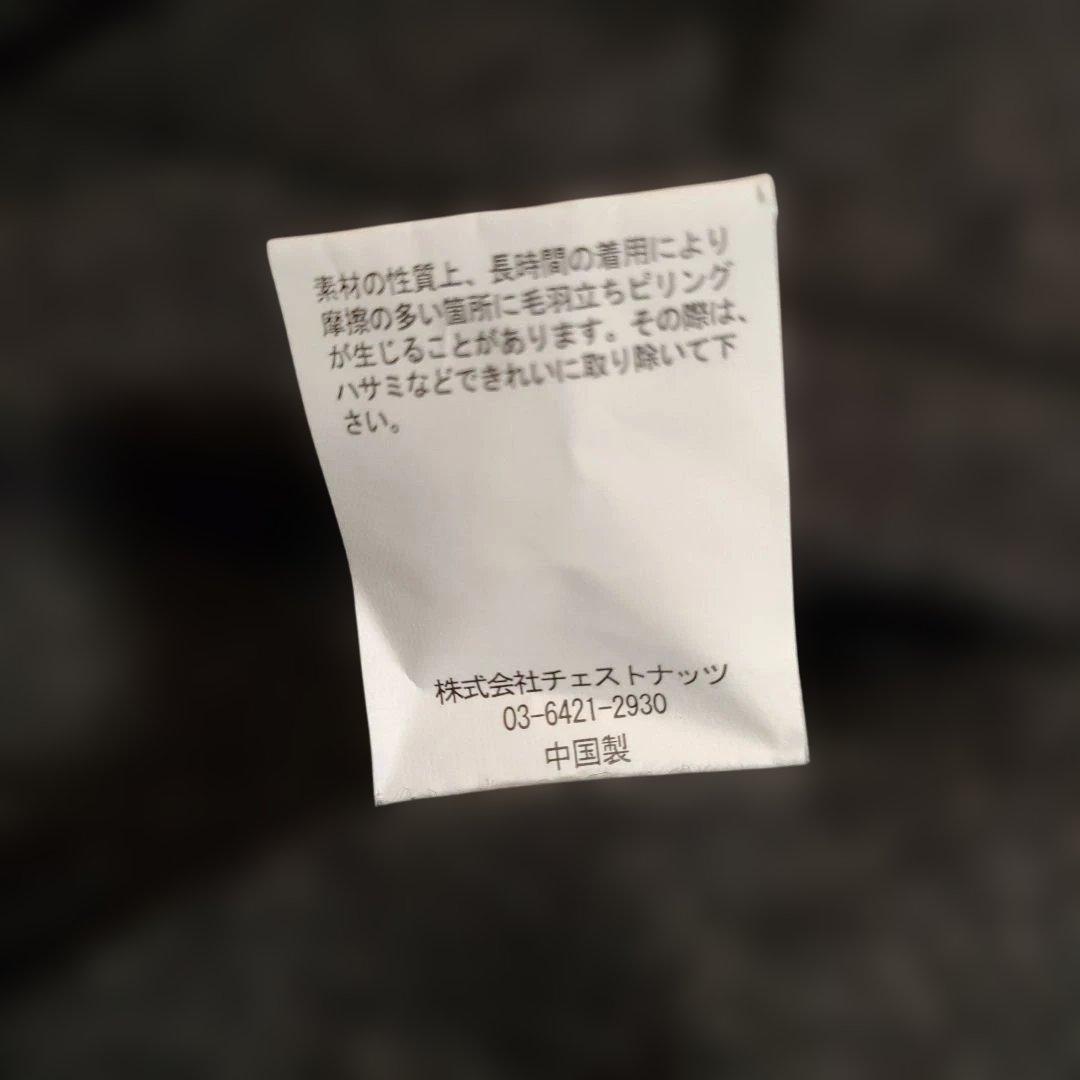 素材の性質上、長時間の着用により
摩擦の多い箇所に毛羽立ちピリング
が生じることがあります。その際は、
ハサミなどできれいに取り除いて下
さい。
株式会社チェストナッツ
03-6421-2930
中国製